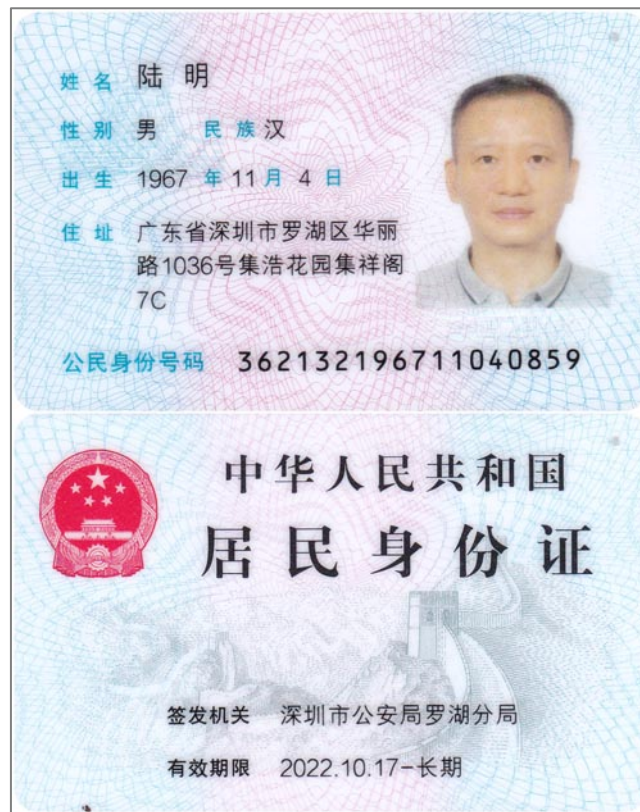 姓名 陆明
性别 男 民族 汉
出生 1967 年 11 月 4 日
住址 广东省深圳市罗湖区华丽
路1036号集浩花园集祥阁
7C
公民身份号码 362132196711040859
中华人民共和国
居民身份证
签发机关 深圳市公安局罗湖分局
有效期限 2022.10.17-长期